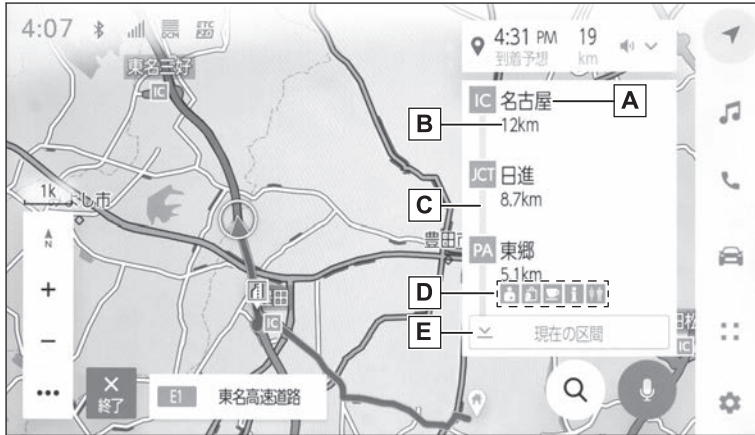 4:07 DCM ETC
東名三好
IC
1k
よし市
N
豊田
IC
×
終了
E1 東名高速道路
4:31 PM 19
到着予想 km
IC 名古屋 A
B 12km
JCT 日進
C 8.7km
PA 東郷
5.1km
D
E 現在の区間
IC